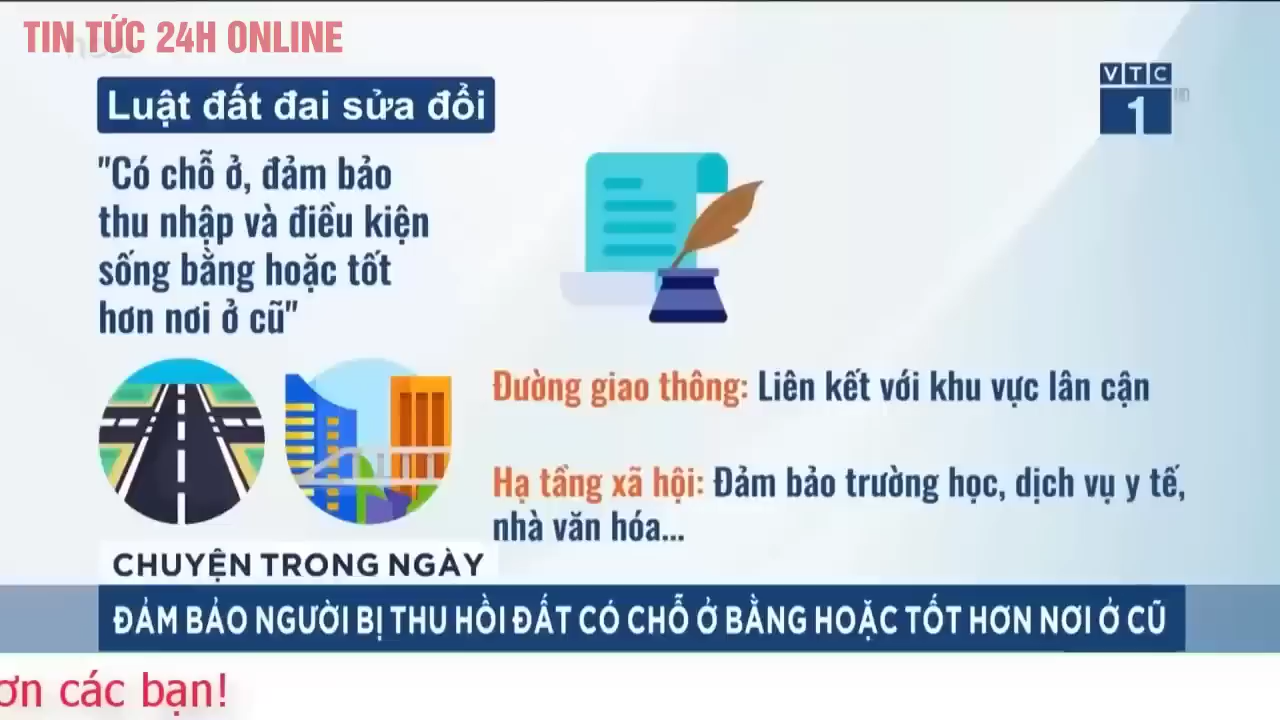 TIN TỨC 24H ONLINE
VTC
1
HD
Luật đất đai sửa đổi
"Có chỗ ở, đảm bảo
thu nhập và điều kiện
sống bằng hoặc tốt
hơn nơi ở cũ"
Đường giao thông: Liên kết với khu vực lân cận
Hạ tầng xã hội: Đảm bảo trường học, dịch vụ y tế,
nhà văn hóa...
CHUYỆN TRONG NGÀY
ĐẢM BẢO NGƯỜI BỊ THU HỒI ĐẤT CÓ CHỖ Ở BẰNG HOẶC TỐT HƠN NƠI Ở CŨ
ơn các bạn!